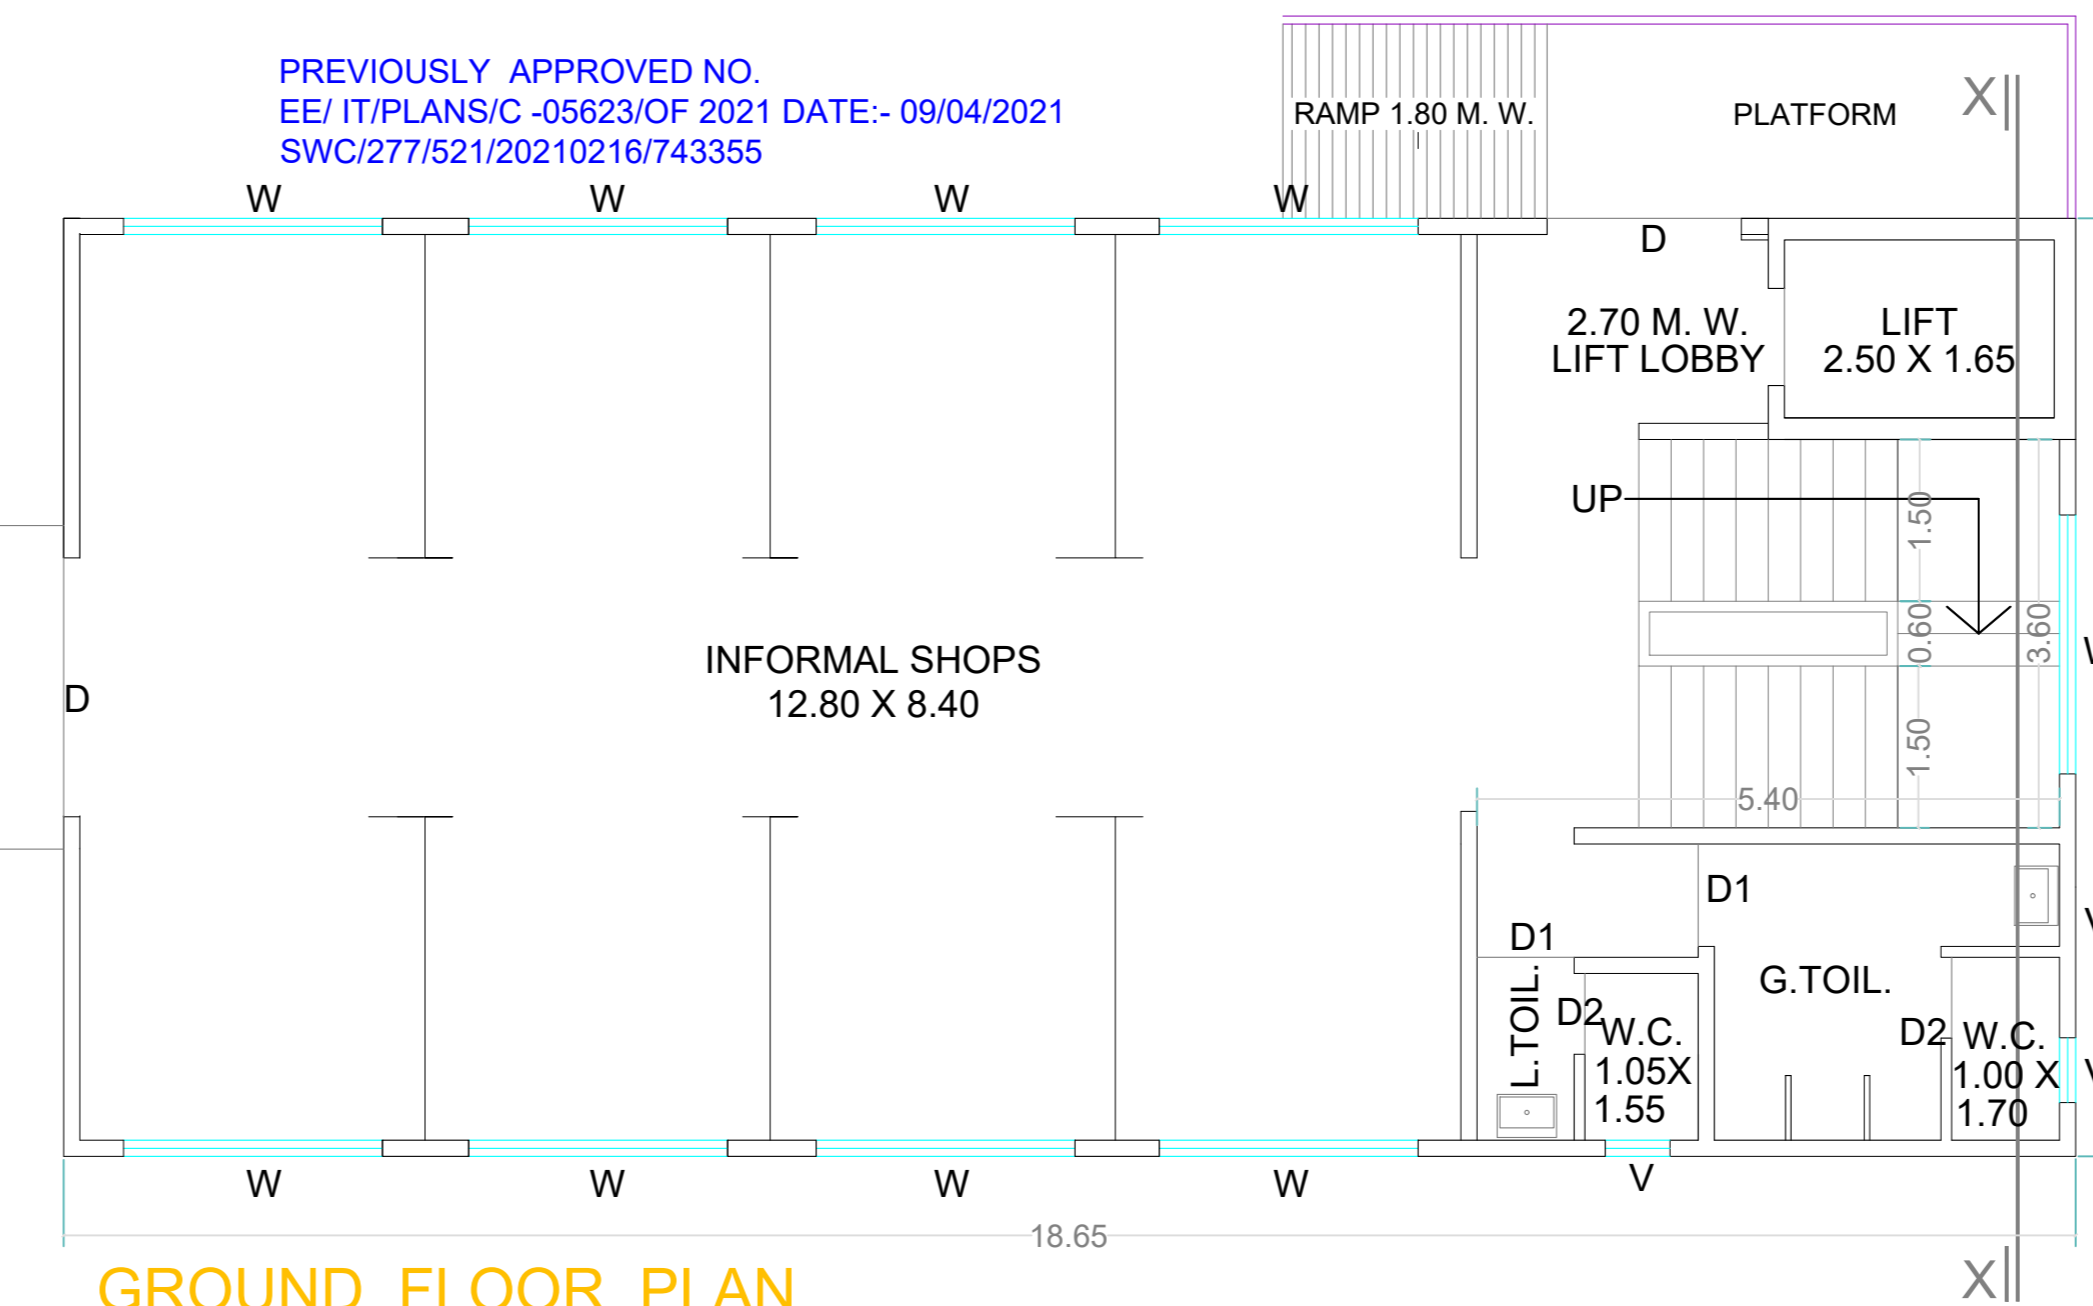 PREVIOUSLY APPROVED NO.
EE/ IT/PLANS/C -05623/OF 2021 DATE:- 09/04/2021
SWC/277/521/20210216/743355
RAMP 1.80 M. W.
PLATFORM
X
W
W
W
W
D
2.70 M. W.
LIFT LOBBY
LIFT
2.50 X 1.65
UP
1.50
0.60
3.60
1.50
INFORMAL SHOPS
12.80 X 8.40
D
5.40
D1
D1
L.TOIL.
G.TOIL.
D2
W.C.
1.05X
1.55
D2
W.C.
1.00 X
1.70
W
W
W
W
V
18.65
GROUND FLOOR PLAN
X